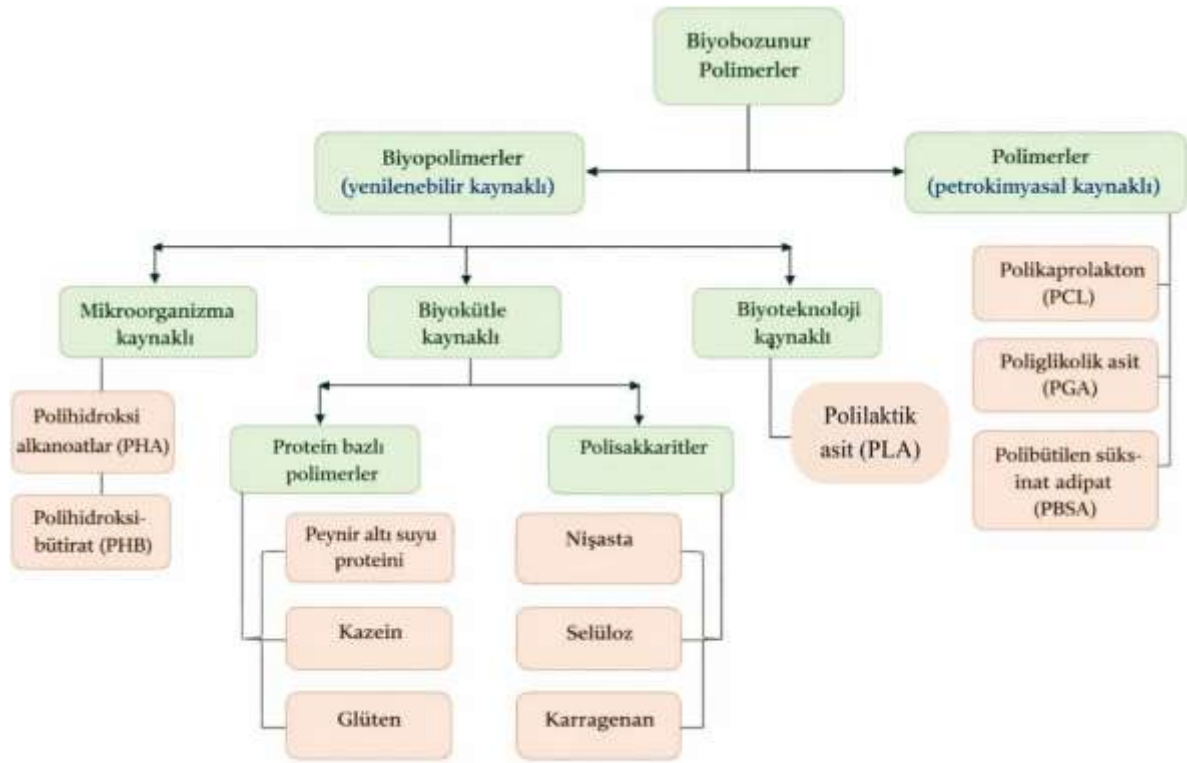 Biyobozunur
Polimerler
Biyopolimerler
(yenilenebilir kaynaklı)
Polimerler
(petrokimyasal kaynaklı)
Mikroorganizma
kaynaklı
Biyokütle
kaynaklı
Biyoteknoloji
kaynaklı
Polikaprolakton
(PCL)
Poliglikolik asit
(PGA)
Polibütilen süks-
inat adipat
(PBSA)
Polihidroksi
alkanoatlar (PHA)
Polihidroksi-
bütirat (PHB)
Protein bazlı
polimerler
Polisakkaritler
Polilaktik
asit (PLA)
Peynir altı suyu
proteini
Kazein
Glüten
Nişasta
Selüloz
Karragenan